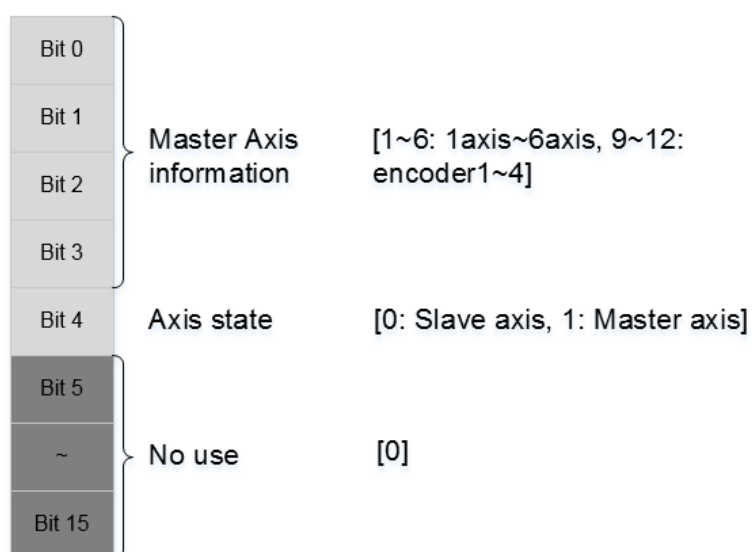 Bit 0
Bit 1
Bit 2
Bit 3
Master Axis information
[1~6: 1axis~6axis, 9~12: encoder1~4]
Bit 4
Axis state
[0: Slave axis, 1: Master axis]
Bit 5
~
Bit 15
No use
[0]